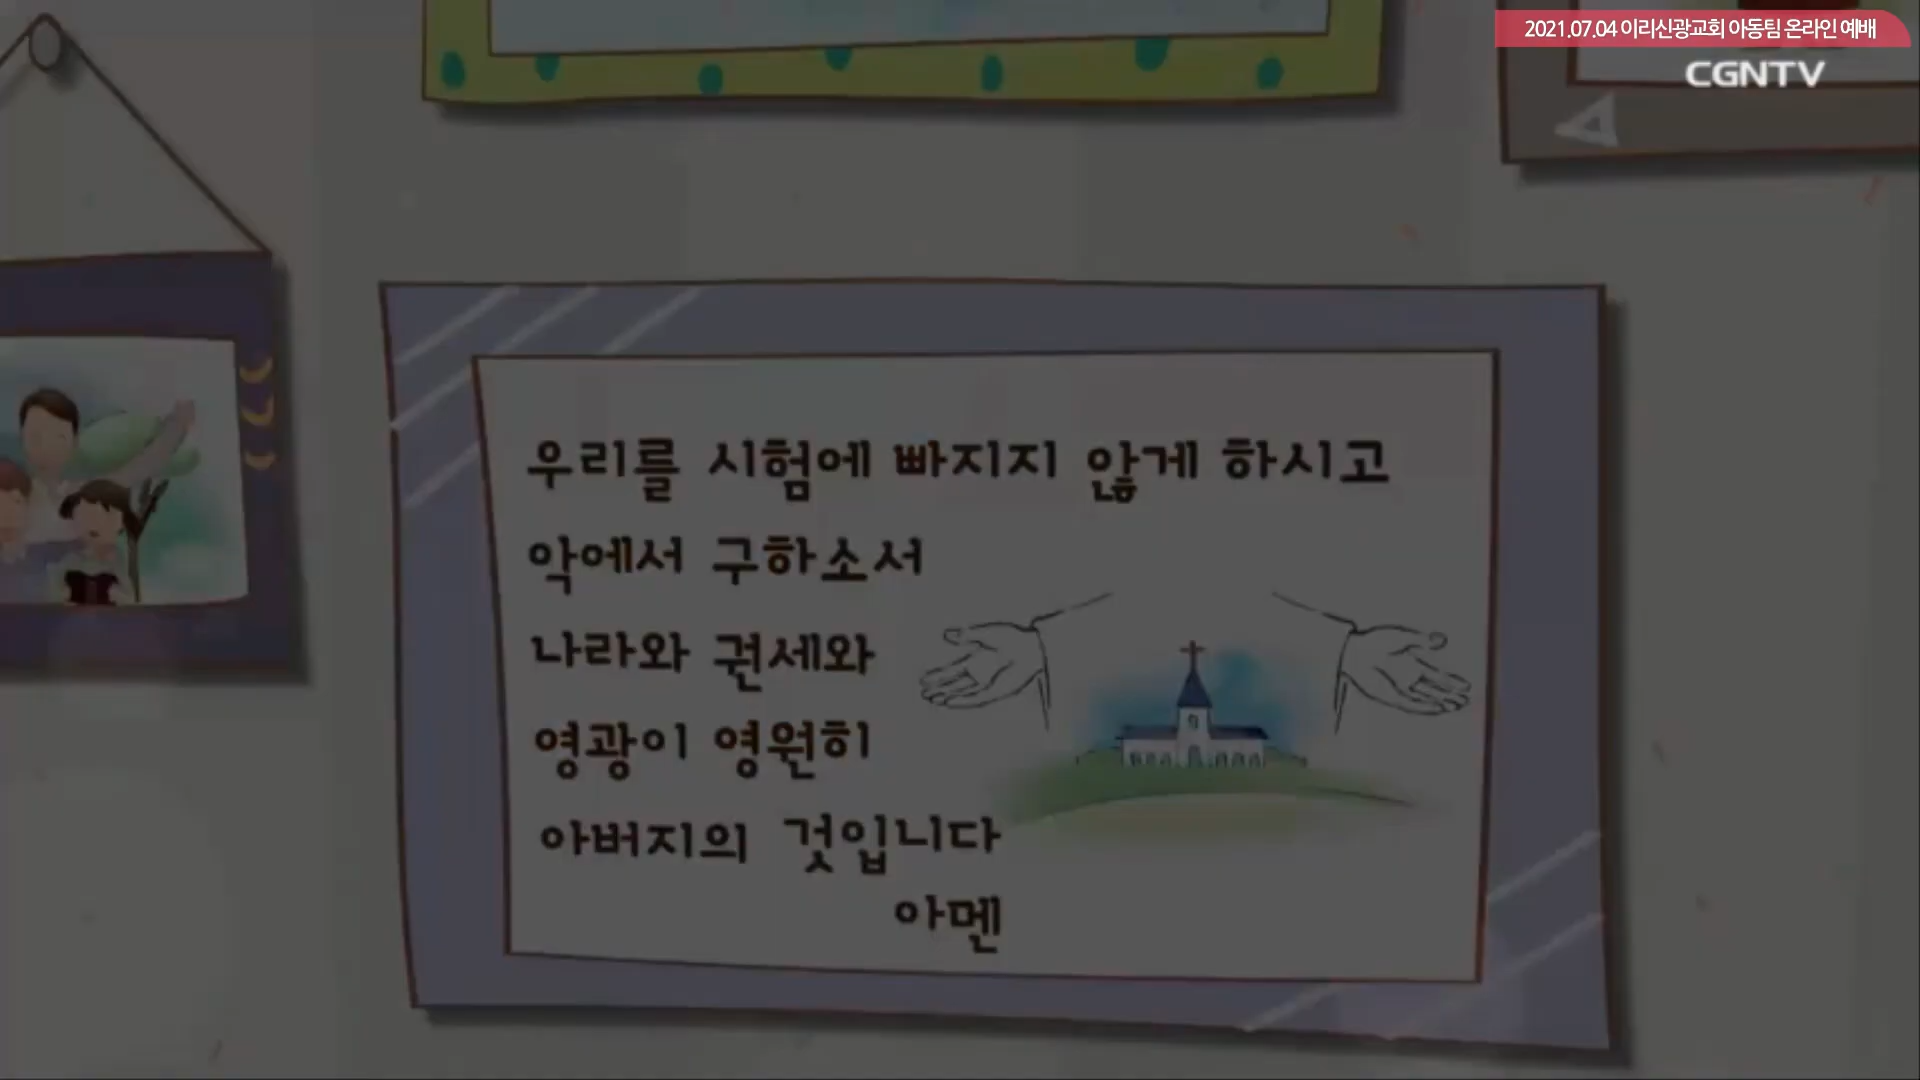 2021.07.04 이리신광교회 아동팀 온라인 예배
CGNTV
우리를 시험에 빠지지 않게 하시고
악에서 구하소서
나라와 권세와
영광이 영원히
아버지의 것입니다
아멘